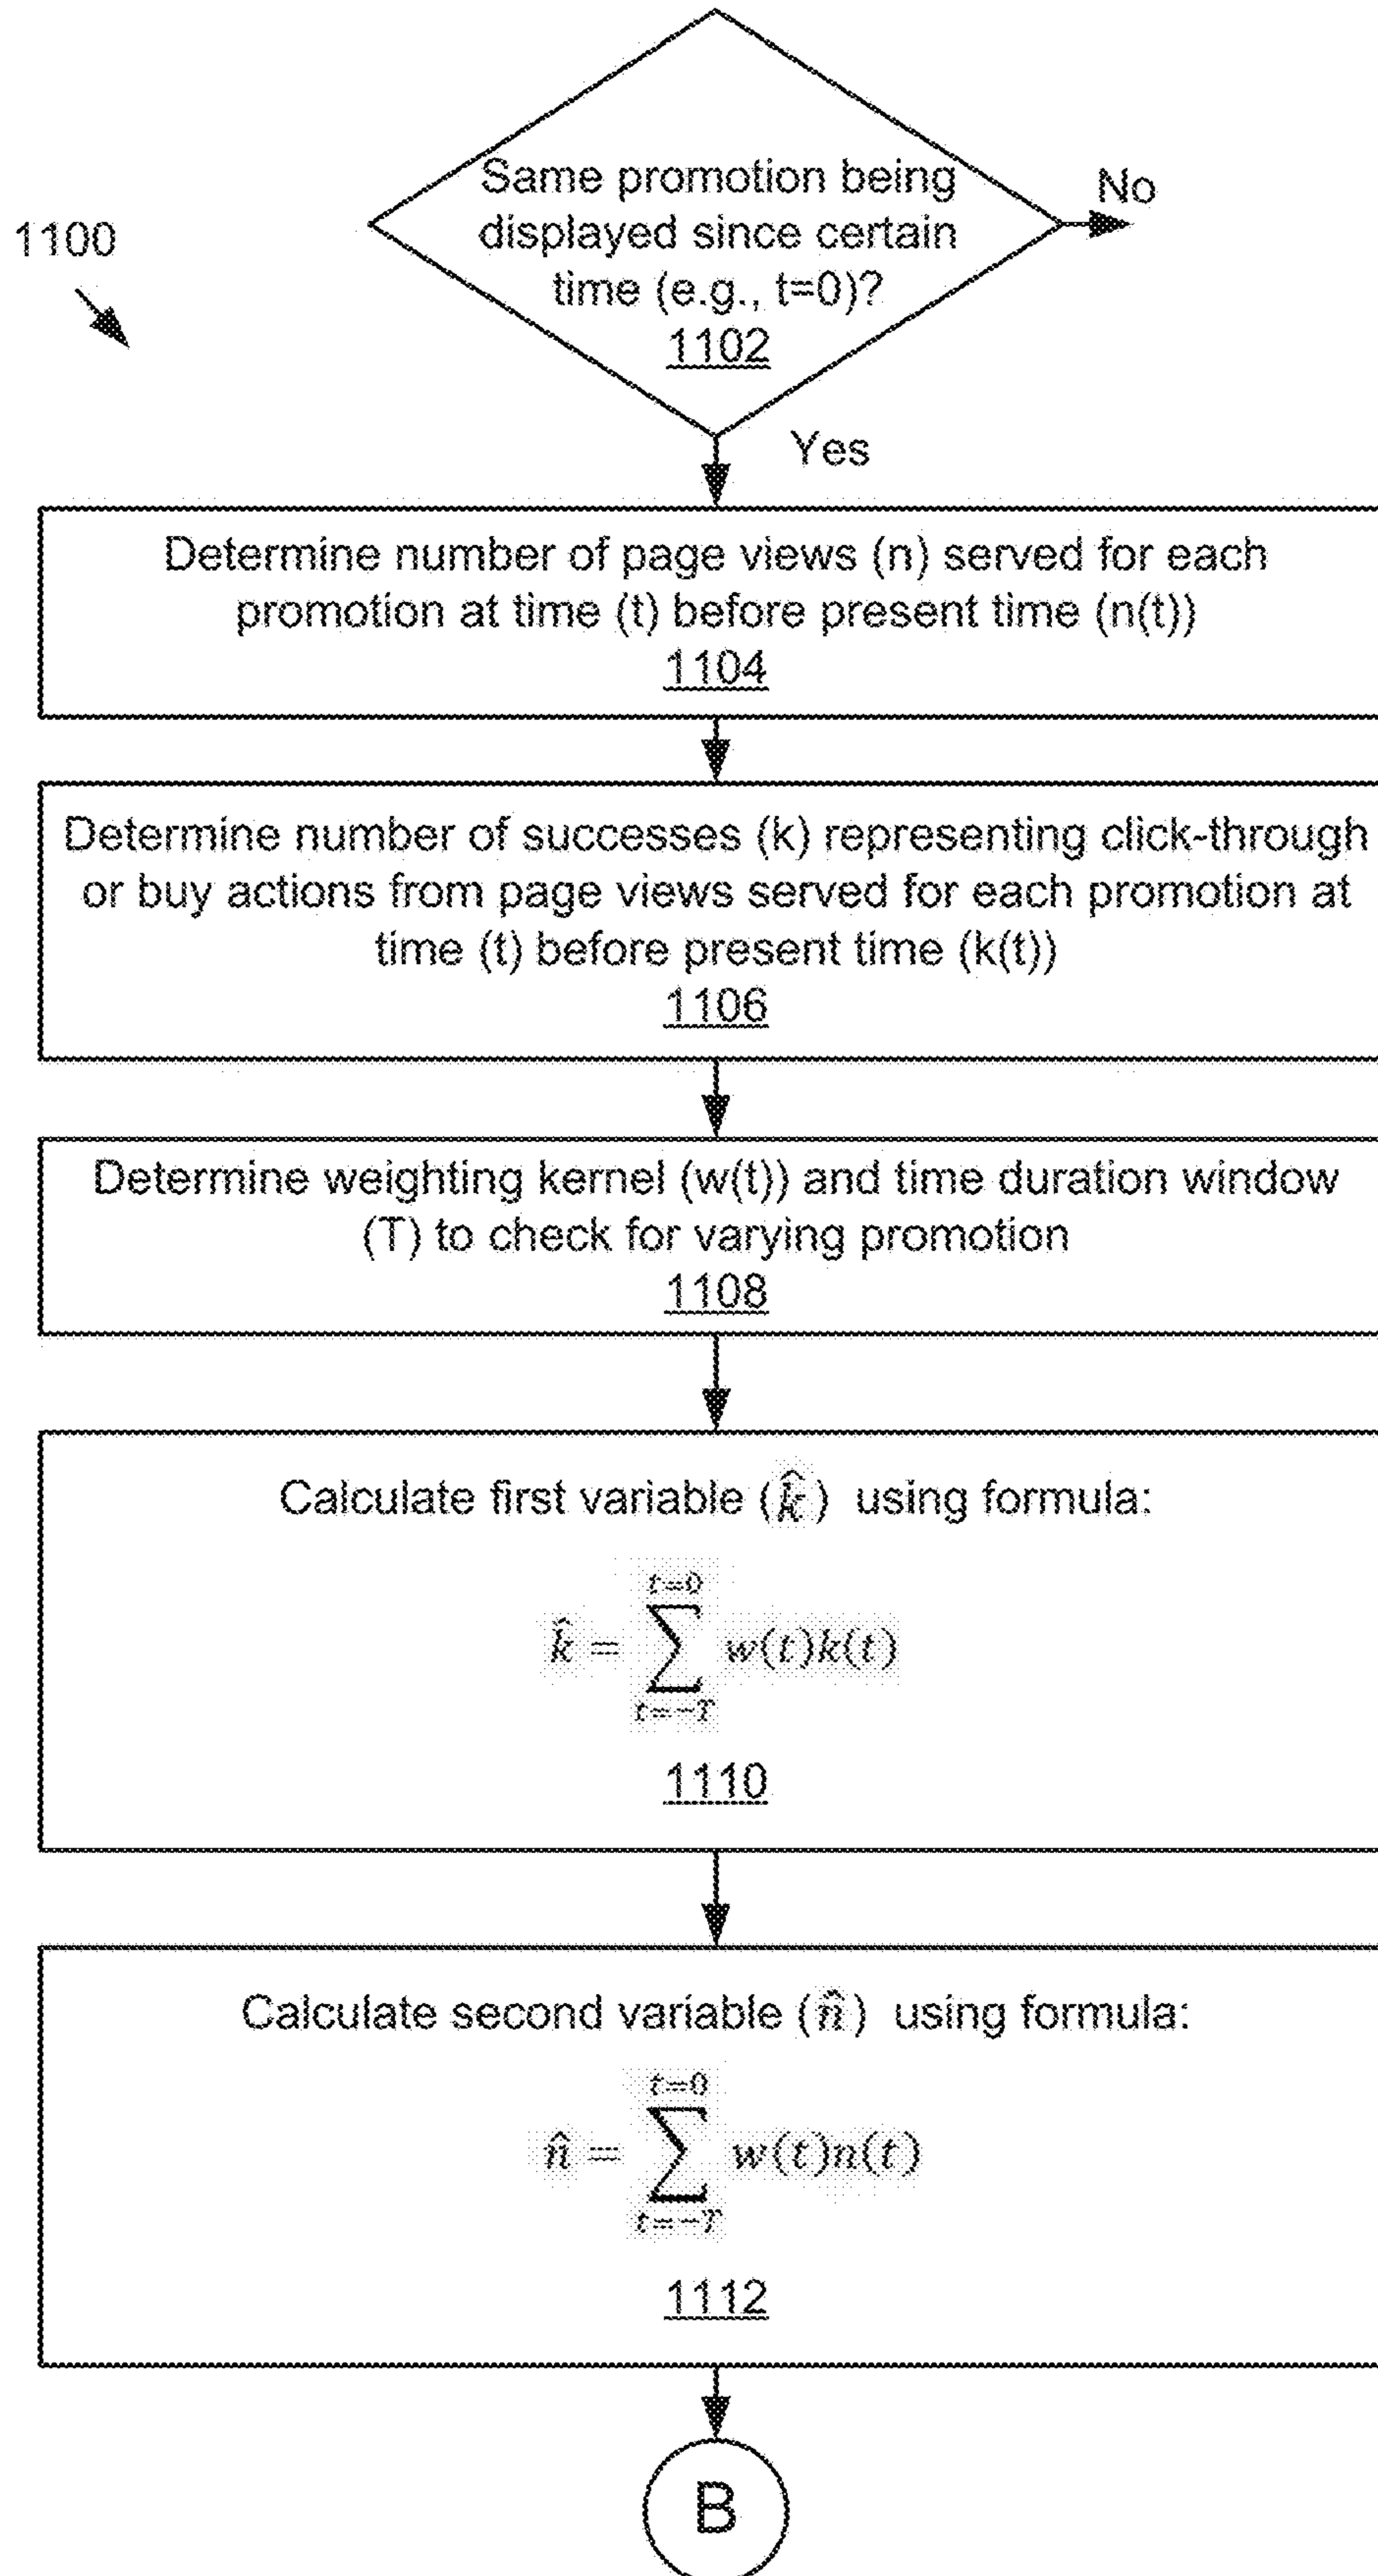 Same promotion being
displayed since certain
time (e.g., t=0)?
1102
No
1100
Yes
Determine number of page views (n) served for each
promotion at time (t) before present time (n(t))
1104
Determine number of successes (k) representing click-through
or buy actions from page views served for each promotion at
time (t) before present time (k(t))
1106
Determine weighting kernel (w(t)) and time duration window
(T) to check for varying promotion
1108
Calculate first variable (k̂) using formula:
t=0
k̂ = ∑ w(t)k(t)
t=−T
1110
Calculate second variable (n̂) using formula:
t=0
n̂ = ∑ w(t)n(t)
t=−T
1112
B